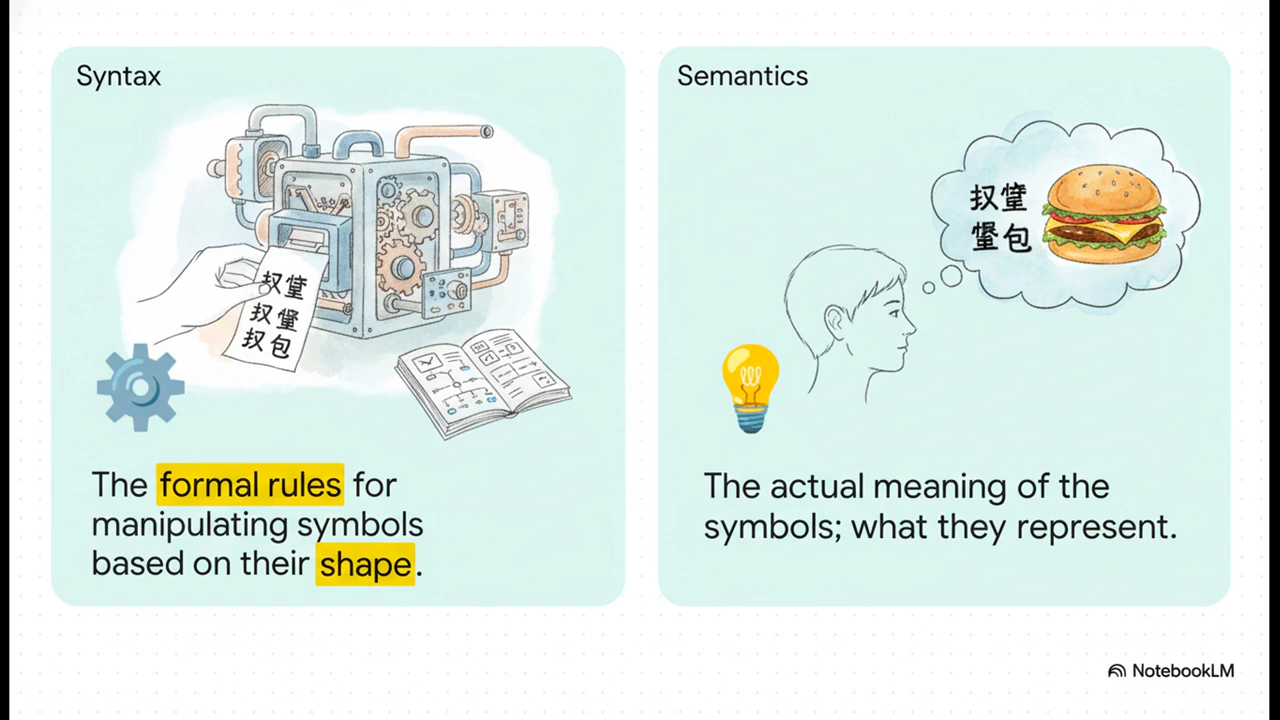 Syntax
The formal rules for
manipulating symbols
based on their shape.
Semantics
包
The actual meaning of the
symbols; what they represent.
NotebookLM